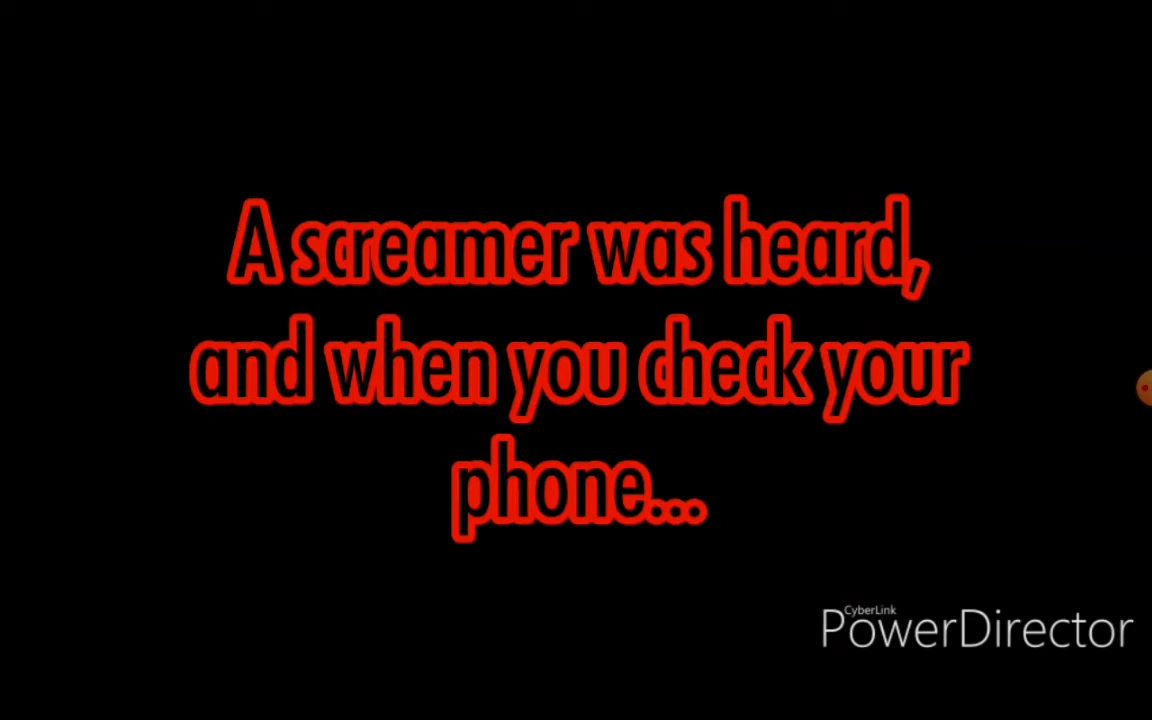 A screamer was heard,
and when you check your
phone...
CyberLink
PowerDirector